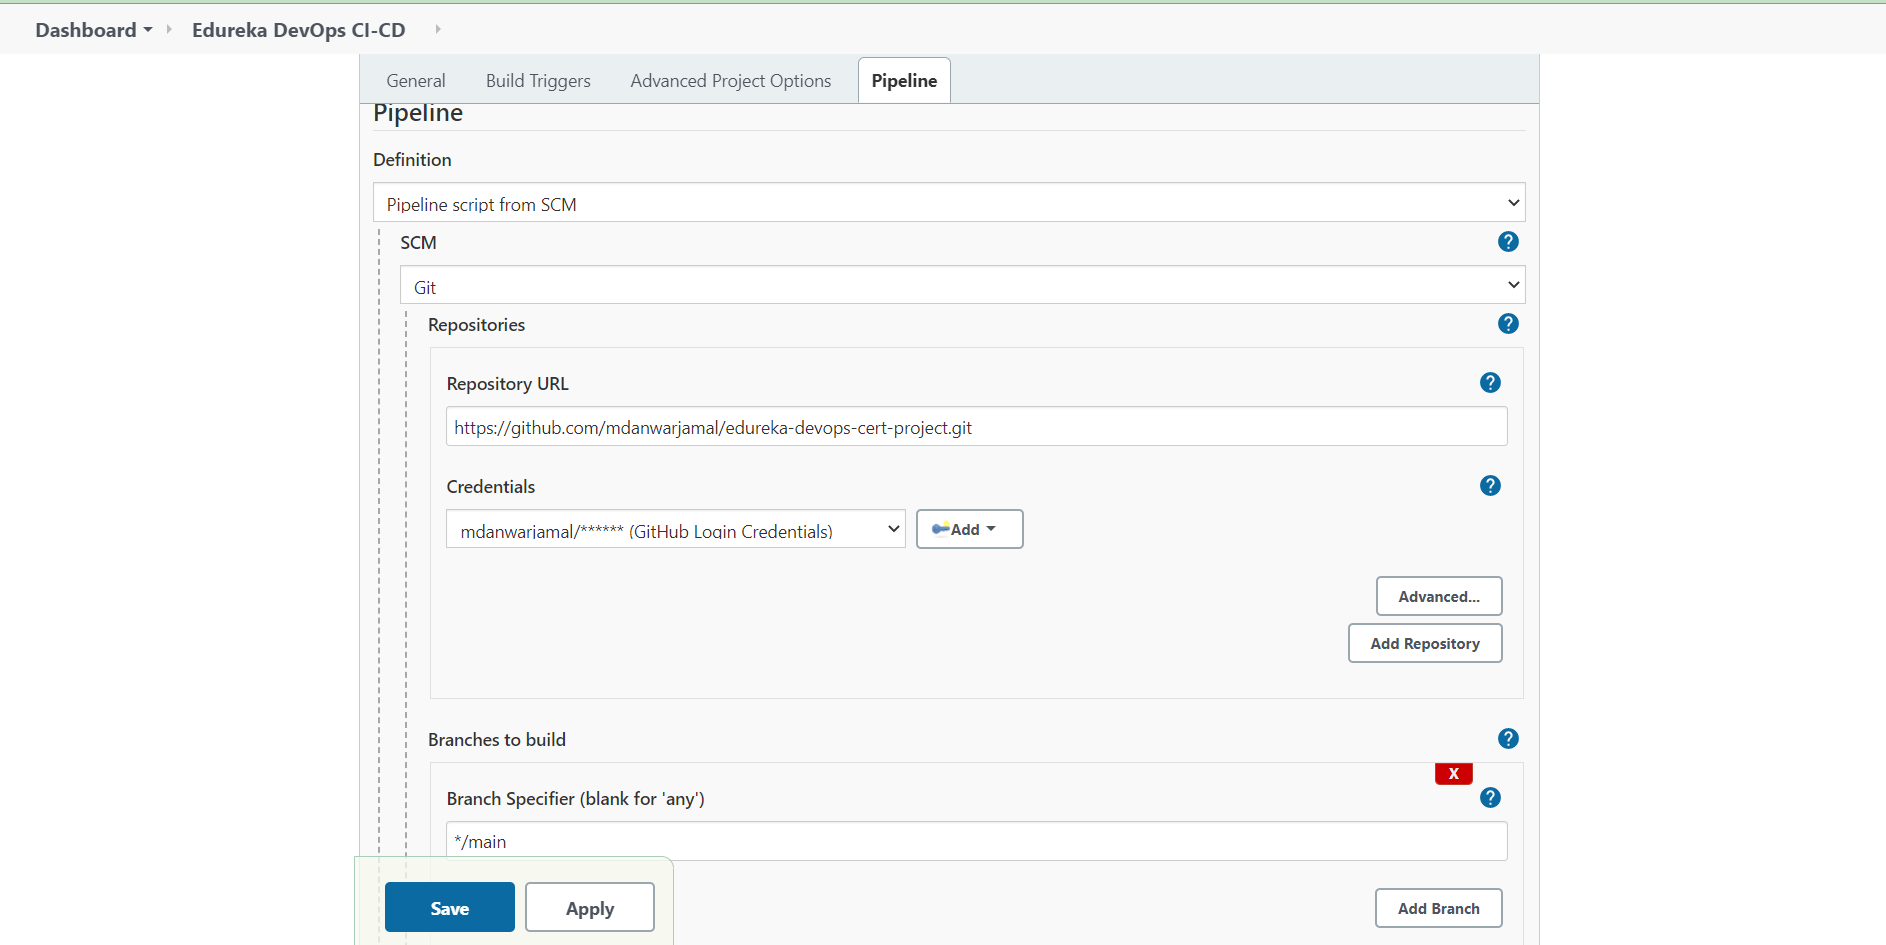 Dashboard
Edureka DevOps CI-CD
General
Build Triggers
Advanced Project Options
Pipeline
Pipeline
Definition
Pipeline script from SCM
SCM
?
Git
Repositories
?
Repository URL
?
https://github.com/mdanwarjamal/edureka-devops-cert-project.git
Credentials
?
mdanwarjamal/****** (GitHub Login Credentials)
Add
Advanced...
Add Repository
Branches to build
?
X
Branch Specifier (blank for 'any')
?
*/main
Save
Apply
Add Branch